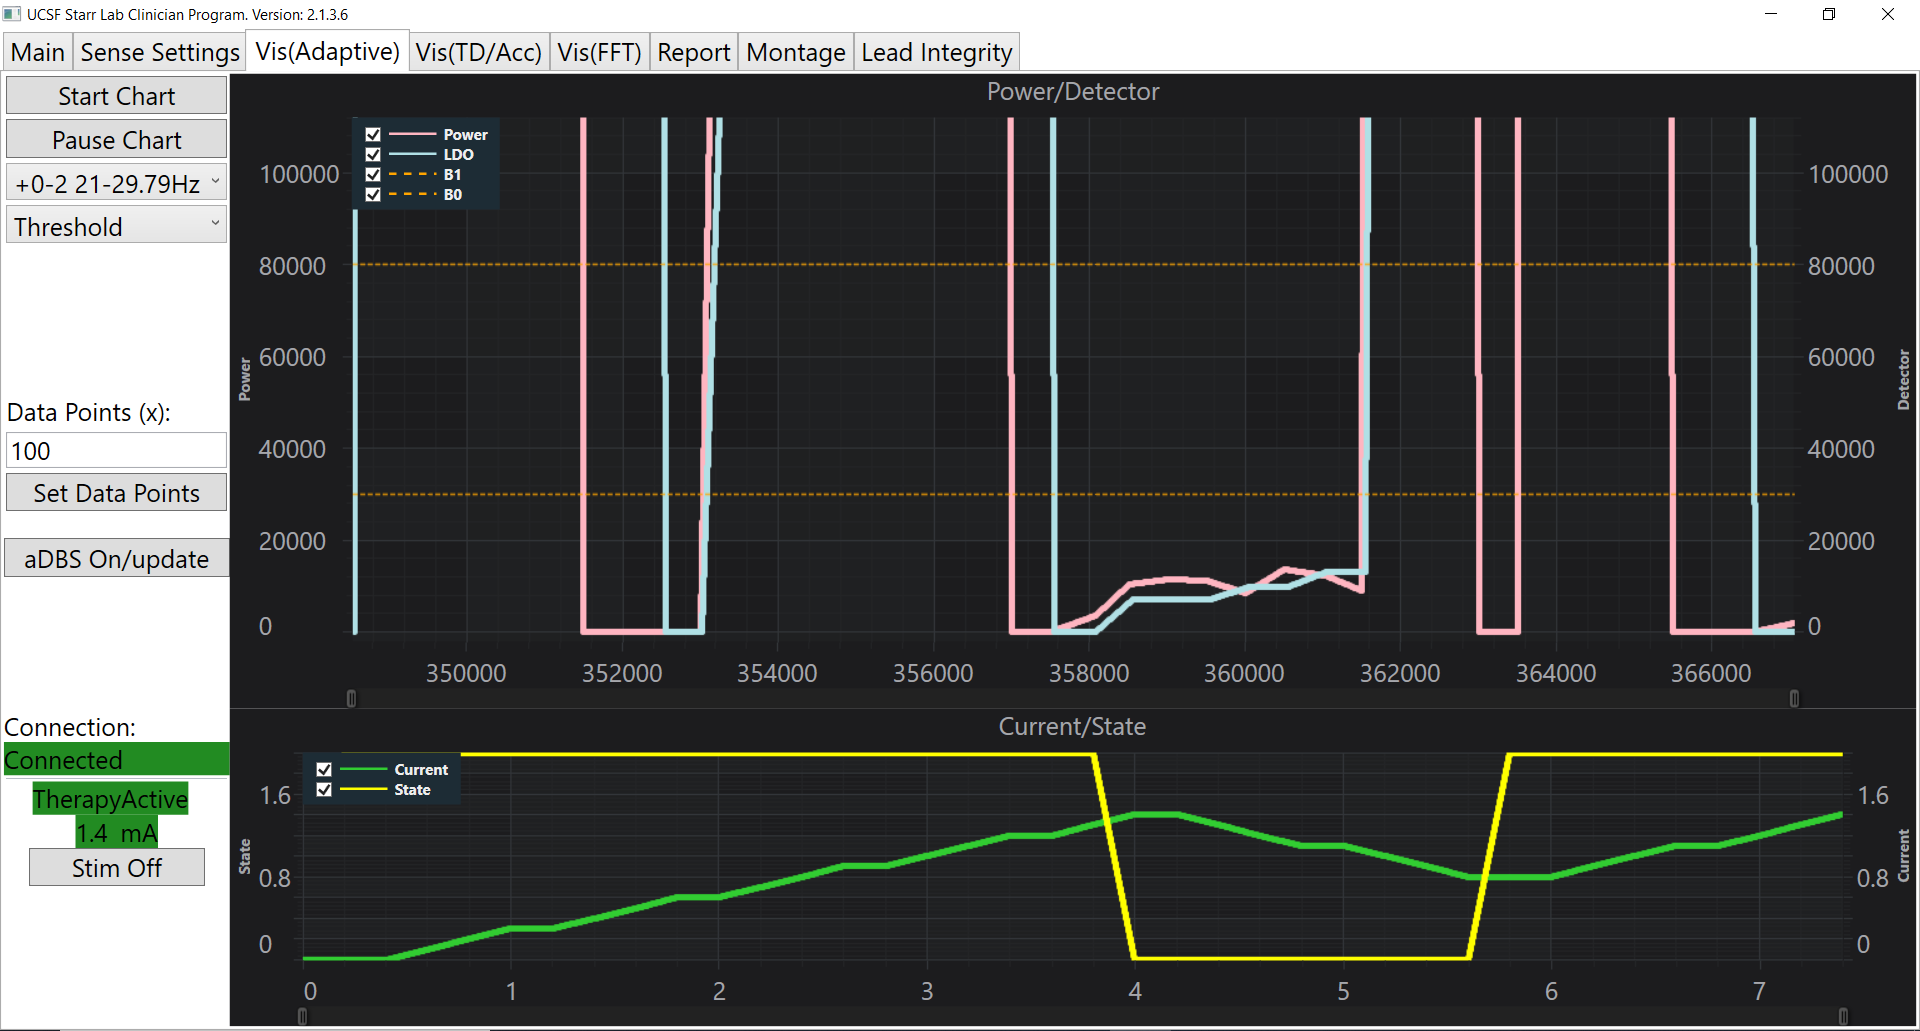 UCSF Starr Lab Clinician Program. Version: 2.1.3.6
Main Sense Settings Vis(Adaptive) Vis(TD/Acc) Vis(FFT) Report Montage Lead Integrity
Start Chart
Pause Chart
+0-2 21-29.79Hz
Threshold
Data Points (x):
100
Set Data Points
aDBS On/update
Connection:
Connected
TherapyActive
1.4 mA
Stim Off
Power/Detector
Power
LDO
B1
B0
100000
80000
60000
40000
20000
0
Power
100000
80000
60000
40000
20000
0
Detector
350000 352000 354000 356000 358000 360000 362000 364000 366000
Current/State
Current
State
1.6
0.8
0
State
1.6
0.8
0
Current
0 1 2 3 4 5 6 7